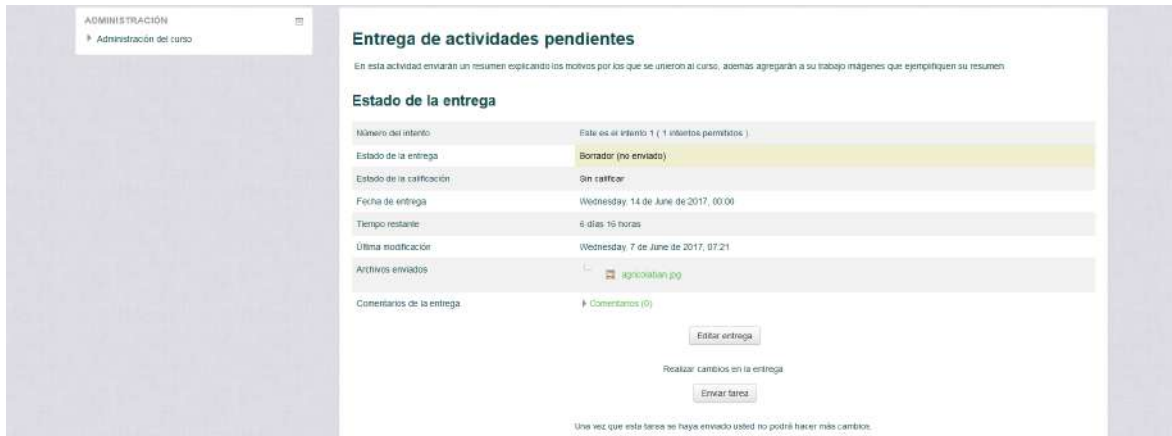 ADMINISTRACIÓN
Administración del curso
Entrega de actividades pendientes
En esta actividad enviarán un resumen explicando los motivos por los que se unieron al curso, además agregarán a su trabajo imágenes que ejemplifiquen su resumen
Estado de la entrega
Número del intento Este es el intento 1 ( 1 intentos permitidos )
Estado de la entrega Borrador (no enviado)
Estado de la calificación Sin calificar
Fecha de entrega Wednesday, 14 de June de 2017, 00:00
Tiempo restante 6 días 16 horas
Última modificación Wednesday, 7 de June de 2017, 07:21
Archivos enviados agricolaban.jpg
Comentarios de la entrega Comentarios (0)
Editar entrega
Realizar cambios en la entrega
Enviar tarea
Una vez que esta tarea se haya enviado usted no podrá hacer más cambios.